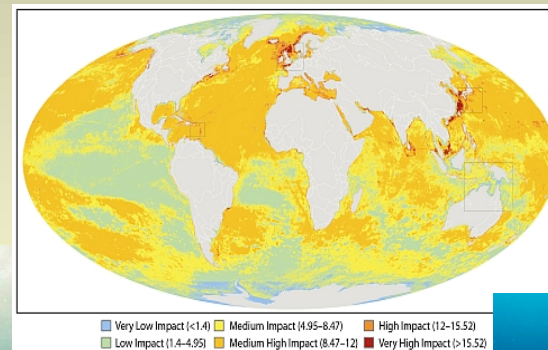 Very Low Impact (<1.4) Medium Impact (4.95–8.47) High Impact (12–15.52)
Low Impact (1.4–4.95) Medium High Impact (8.47–12) Very High Impact (>15.52)